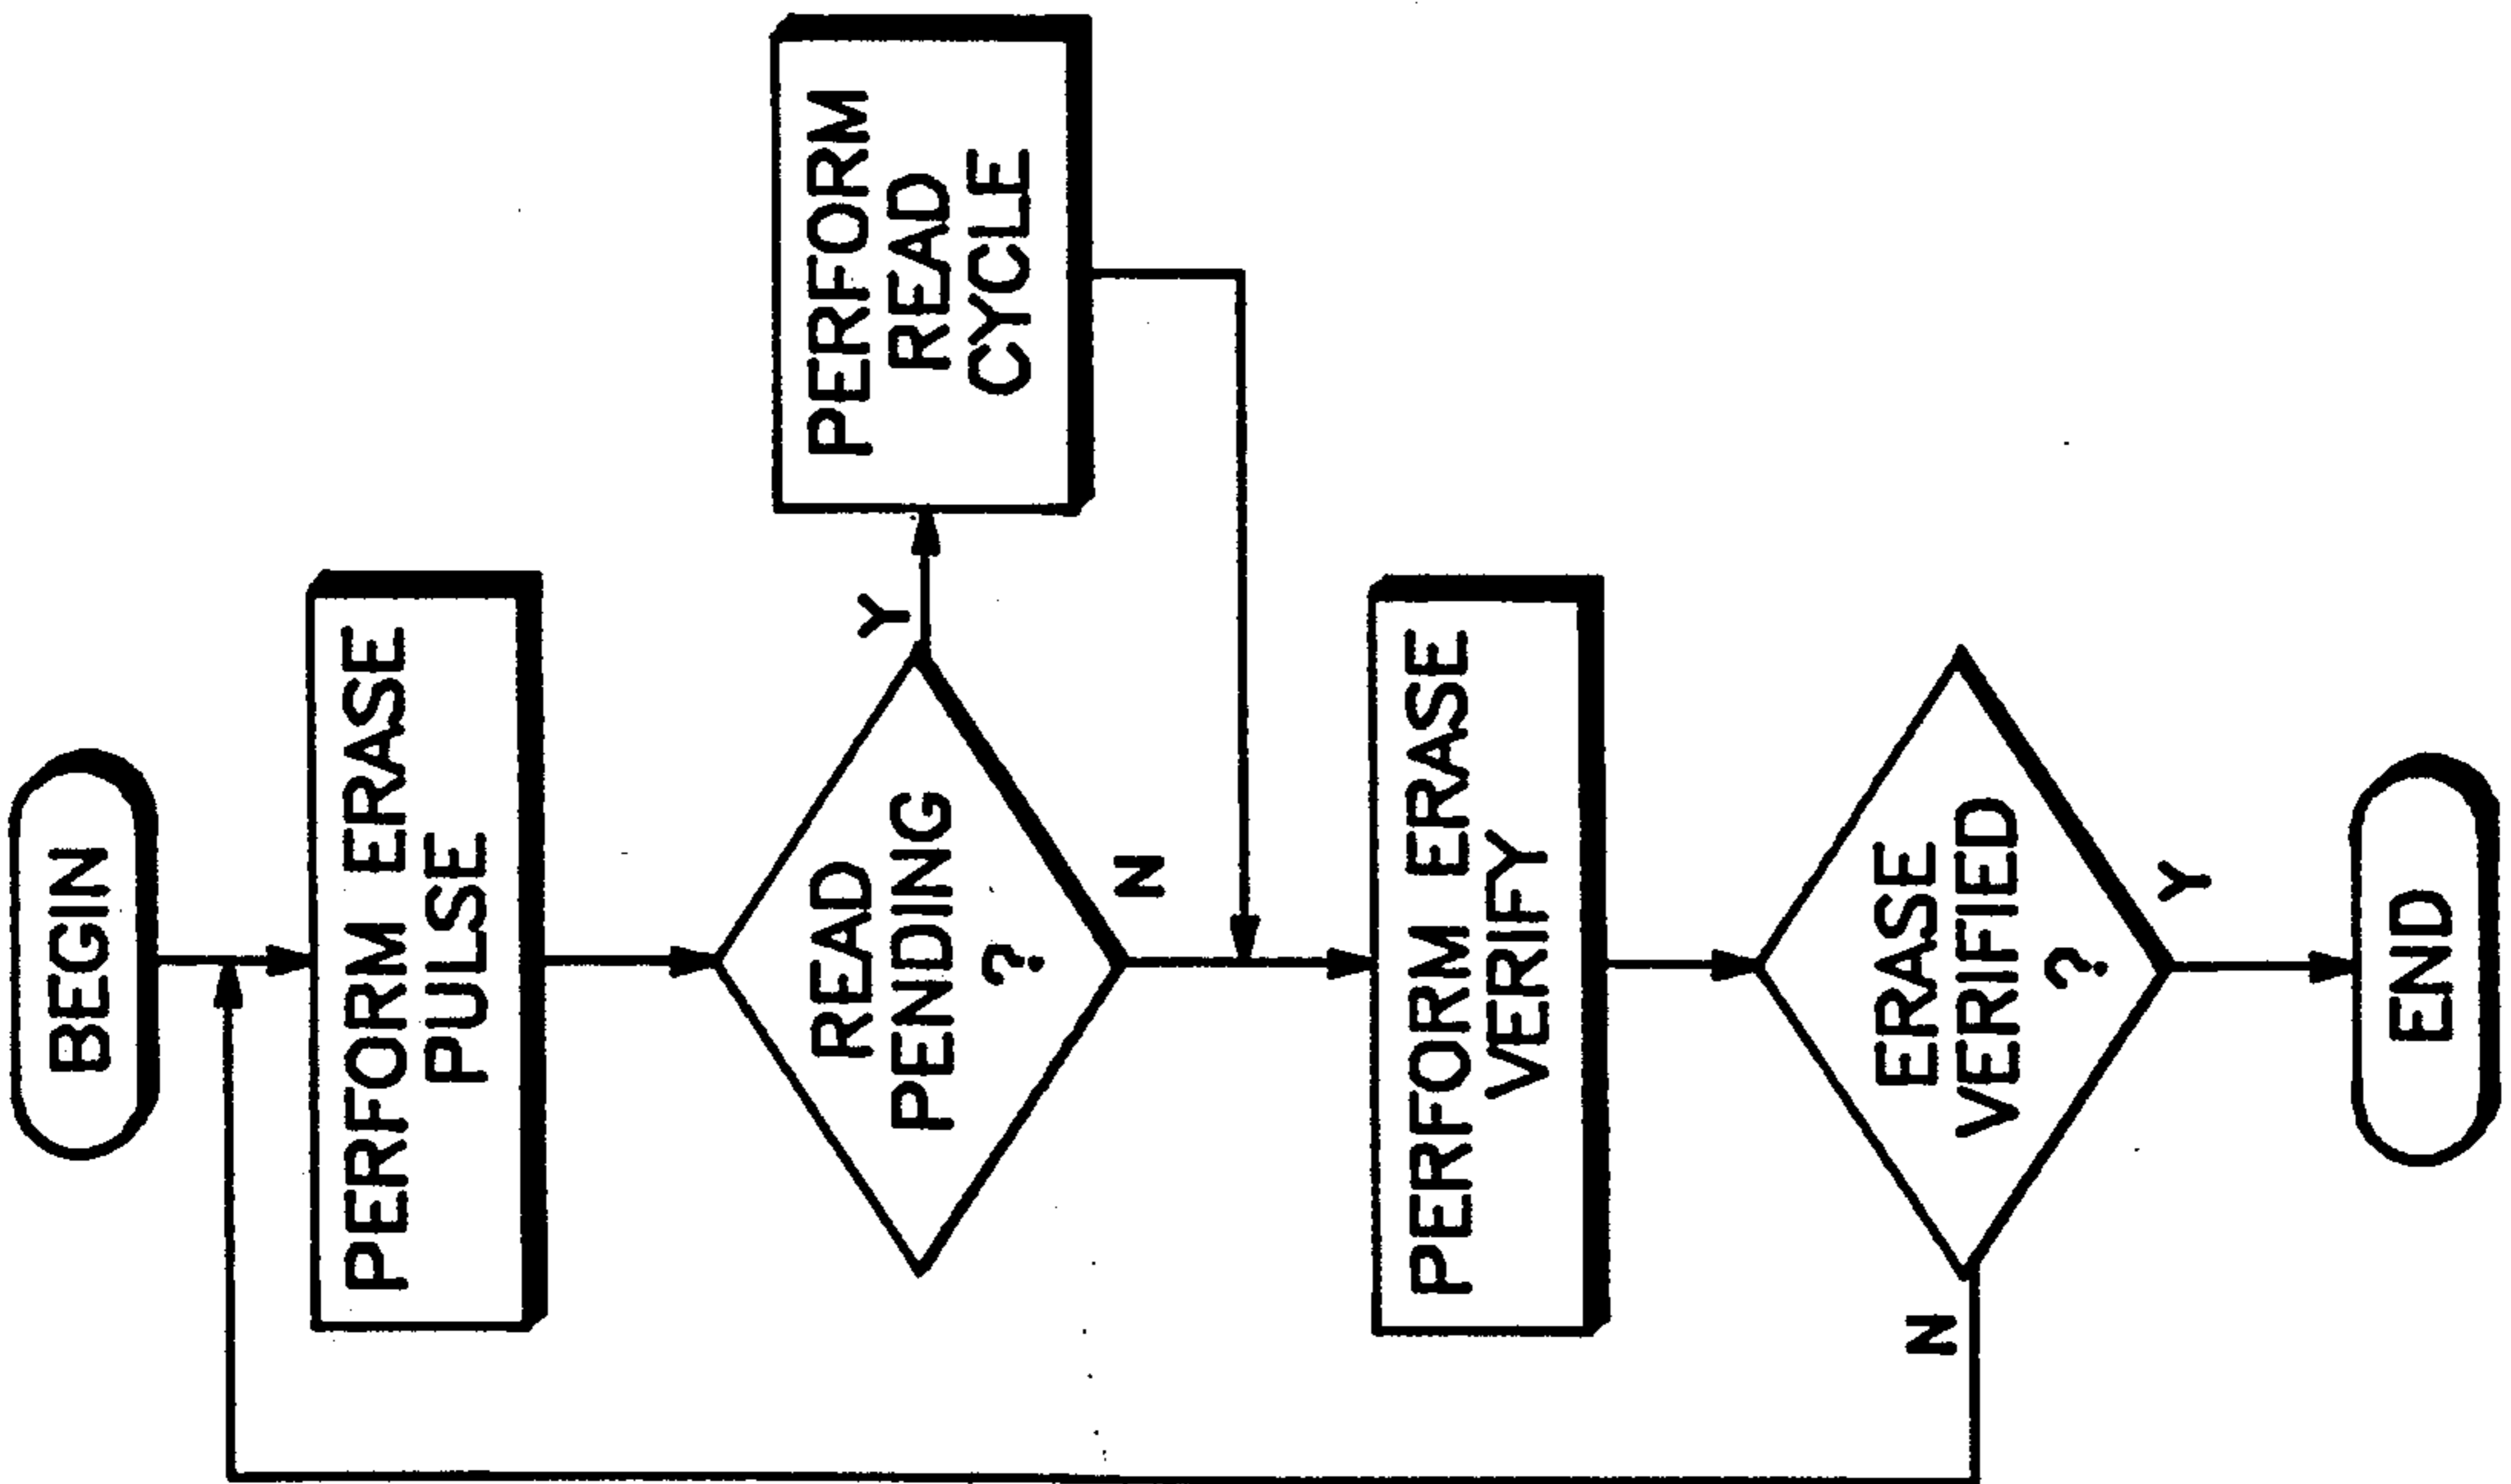 BEGIN
PERFORM ERASE
PULSE
READ
PENDING
?
Y
PERFORM
READ
CYCLE
N
PERFORM ERASE
VERIFY
ERASE
VERIFIED
?
N
Y
END